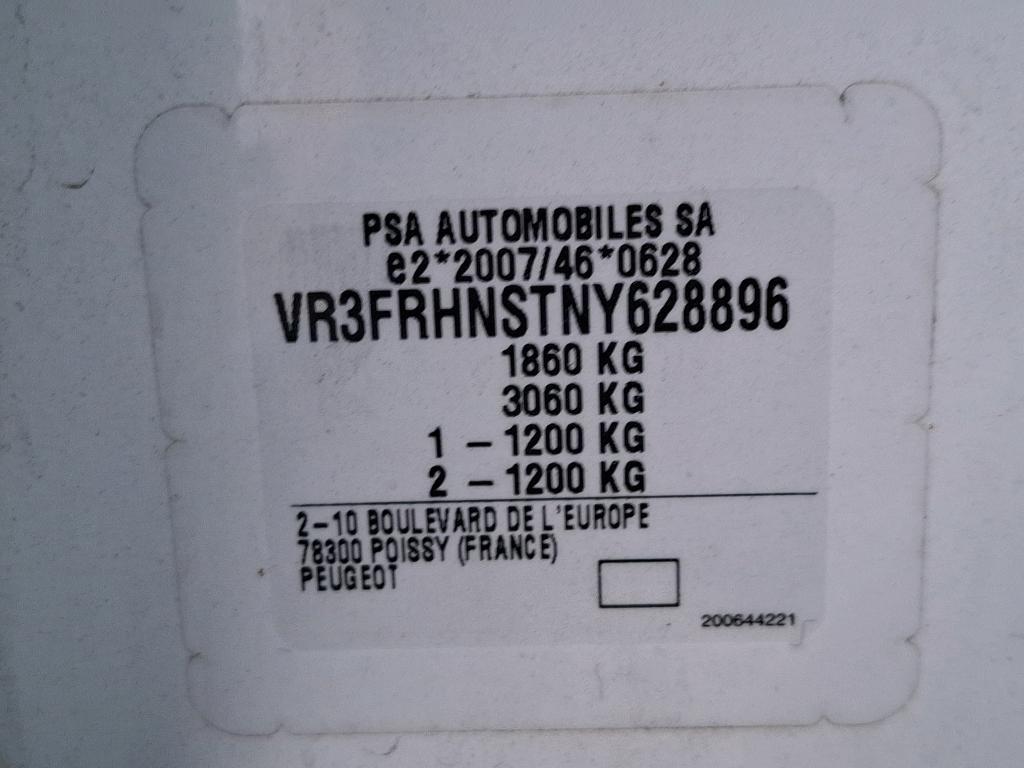 PSA AUTOMOBILES SA
e2*2007/46*0628
VR3FRHNSTNY628896
1860 KG
3060 KG
1 – 1200 KG
2 – 1200 KG
2–10 BOULEVARD DE L'EUROPE
78300 POISSY (FRANCE)
PEUGEOT
200644221